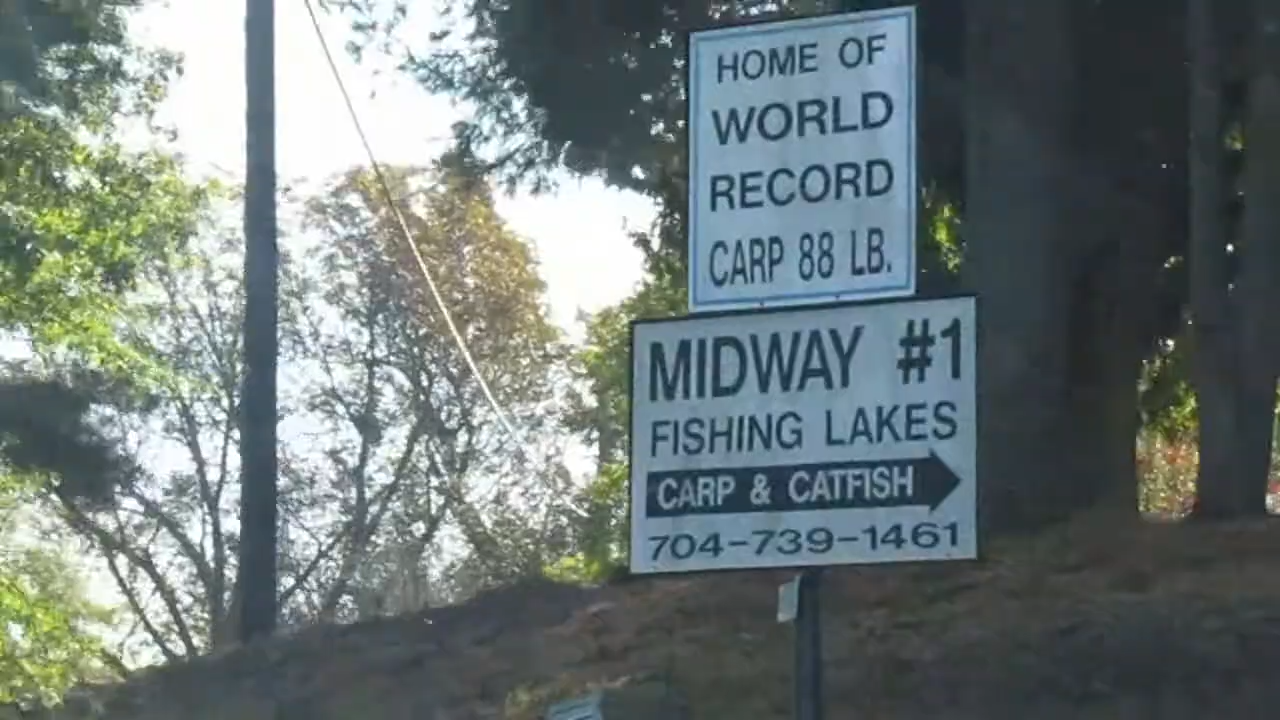 HOME OF
WORLD
RECORD
CARP 88 LB.
MIDWAY #1
FISHING LAKES
CARP & CATFISH
704-739-1461